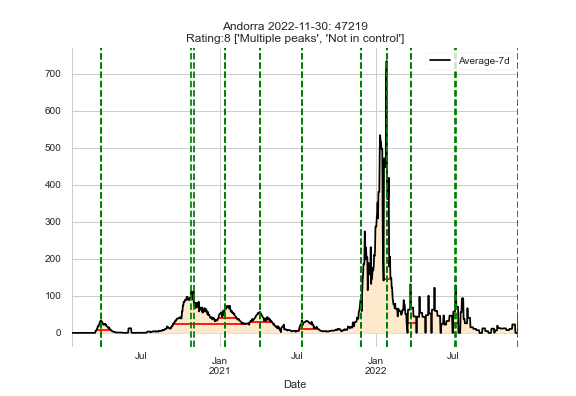 Andorra 2022-11-30: 47219
Rating:8 ['Multiple peaks', 'Not in control']
Average-7d
700
600
500
400
300
200
100
0
Jul
Jan
2021
Jul
Jan
2022
Jul
Date